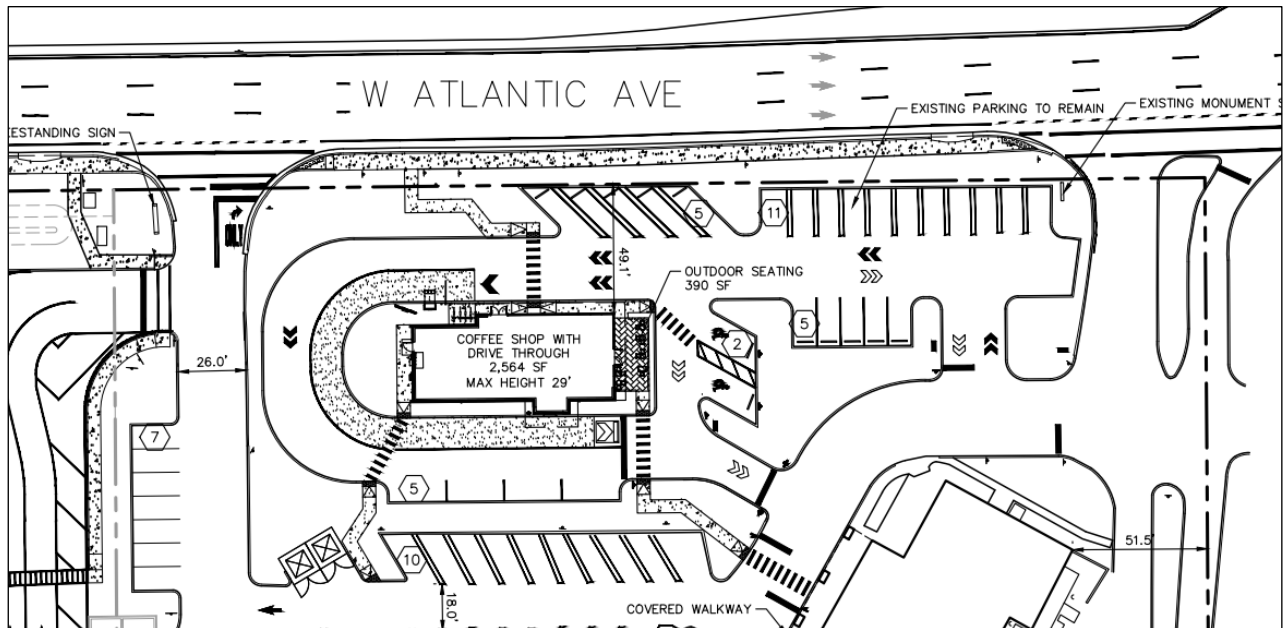 W ATLANTIC AVE
EXISTING PARKING TO REMAIN
EXISTING MONUMENT S
EESTANDING SIGN
5
11
49.1'
OUTDOOR SEATING
390 SF
5
2
COFFEE SHOP WITH
DRIVE THROUGH
2,564 SF
MAX HEIGHT 29'
26.0'
7
5
10
51.5'
18.0'
COVERED WALKWAY